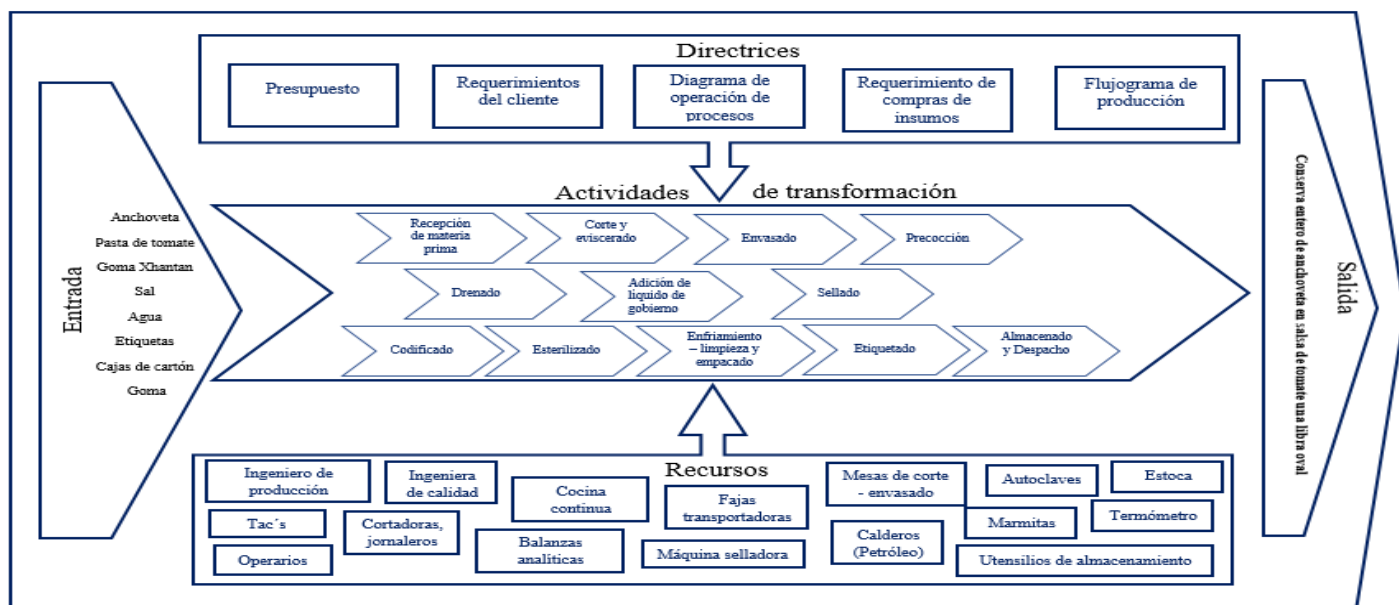 Directrices
Presupuesto
Requerimientos
del cliente
Diagrama de
operación de
procesos
Requerimiento de
compras de
insumos
Flujograma de
producción
Entrada
Anchoveta
Pasta de tomate
Goma Xhantan
Sal
Agua
Etiquetas
Cajas de cartón
Goma
Actividades de transformación
Recepción
de materia
prima
Corte y
eviscerado
Envasado
Precocción
Drenado
Adición de
líquido de
gobierno
Sellado
Codificado
Esterilizado
Enfriamiento
– limpieza y
empacado
Etiquetado
Almacenado
y Despacho
Recursos
Ingeniero de
producción
Ingeniera
de calidad
Cocina
continua
Fajas
transportadoras
Mesas de corte
- envasado
Autoclaves
Estoca
Tac´s
Cortadoras,
jornaleros
Balanzas
analíticas
Máquina selladora
Calderos
(Petróleo)
Marmitas
Termómetro
Operarios
Utensilios de almacenamiento
Salida
Conserva entero de anchoveta en salsa de tomate una libra oval